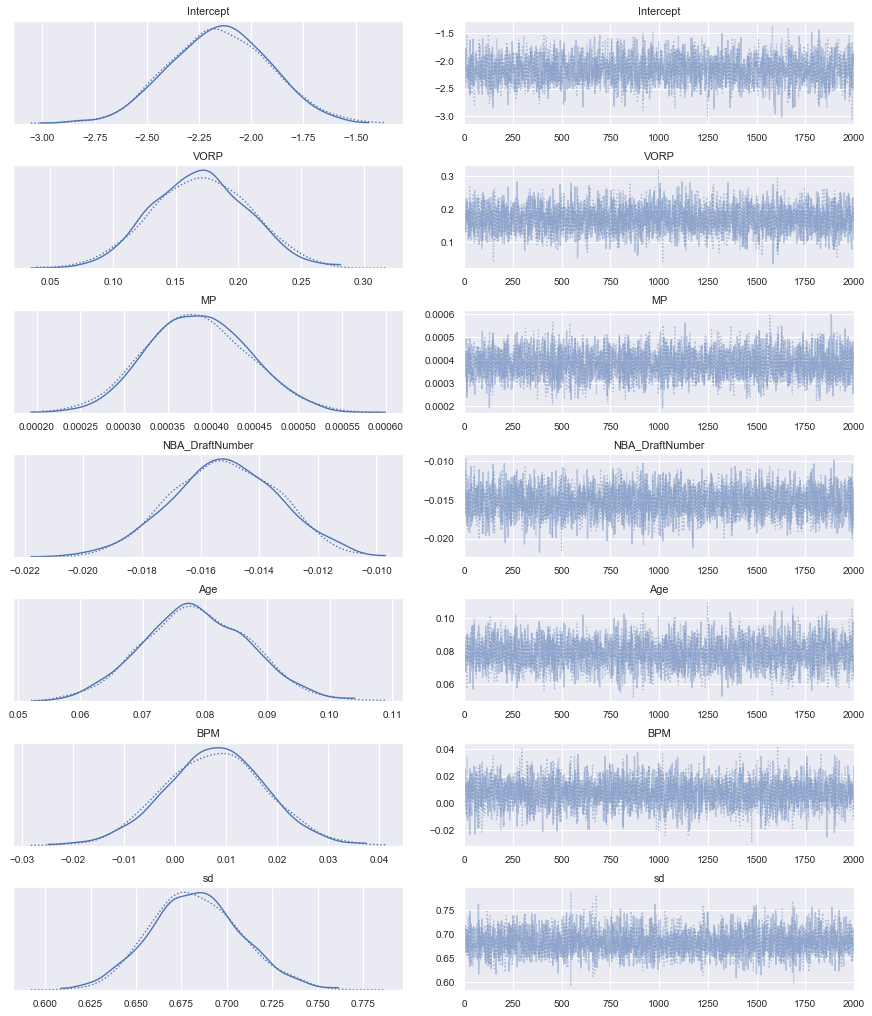 Intercept Intercept
−1.5
−2.0
−2.5
−3.0
−3.00 −2.75 −2.50 −2.25 −2.00 −1.75 −1.50 0 250 500 750 1000 1250 1500 1750 2000
VORP VORP
0.3
0.2
0.1
0.05 0.10 0.15 0.20 0.25 0.30 0 250 500 750 1000 1250 1500 1750 2000
MP MP
0.0006
0.0005
0.0004
0.0003
0.0002
0.00020 0.00025 0.00030 0.00035 0.00040 0.00045 0.00050 0.00055 0.00060 0 250 500 750 1000 1250 1500 1750 2000
NBA_DraftNumber NBA_DraftNumber
−0.010
−0.015
−0.020
−0.022 −0.020 −0.018 −0.016 −0.014 −0.012 −0.010 0 250 500 750 1000 1250 1500 1750 2000
Age Age
0.10
0.08
0.06
0.05 0.06 0.07 0.08 0.09 0.10 0.11 0 250 500 750 1000 1250 1500 1750 2000
BPM BPM
0.04
0.02
0.00
−0.02
−0.03 −0.02 −0.01 0.00 0.01 0.02 0.03 0.04 0 250 500 750 1000 1250 1500 1750 2000
sd sd
0.75
0.70
0.65
0.60
0.600 0.625 0.650 0.675 0.700 0.725 0.750 0.775 0 250 500 750 1000 1250 1500 1750 2000